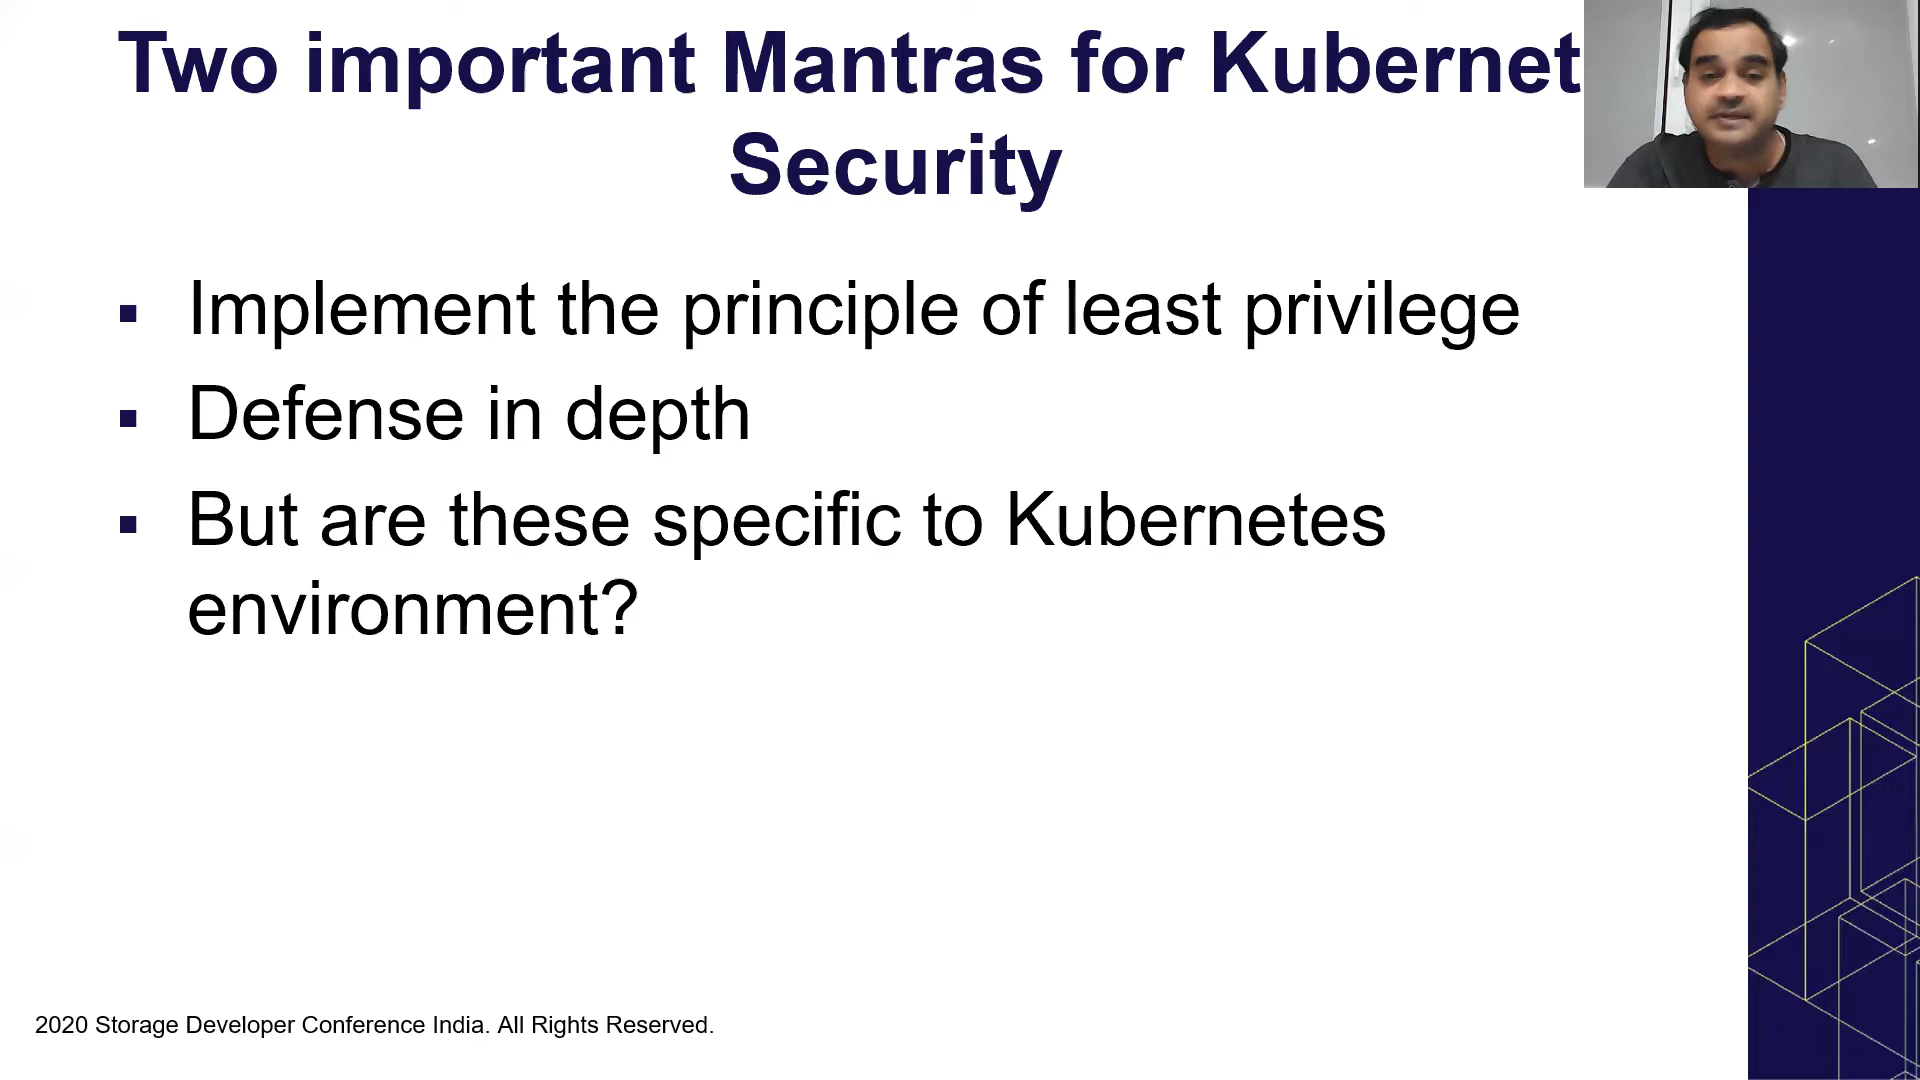 Two important Mantras for Kubernet
Security
Implement the principle of least privilege
Defense in depth
But are these specific to Kubernetes
environment?
2020 Storage Developer Conference India. All Rights Reserved.